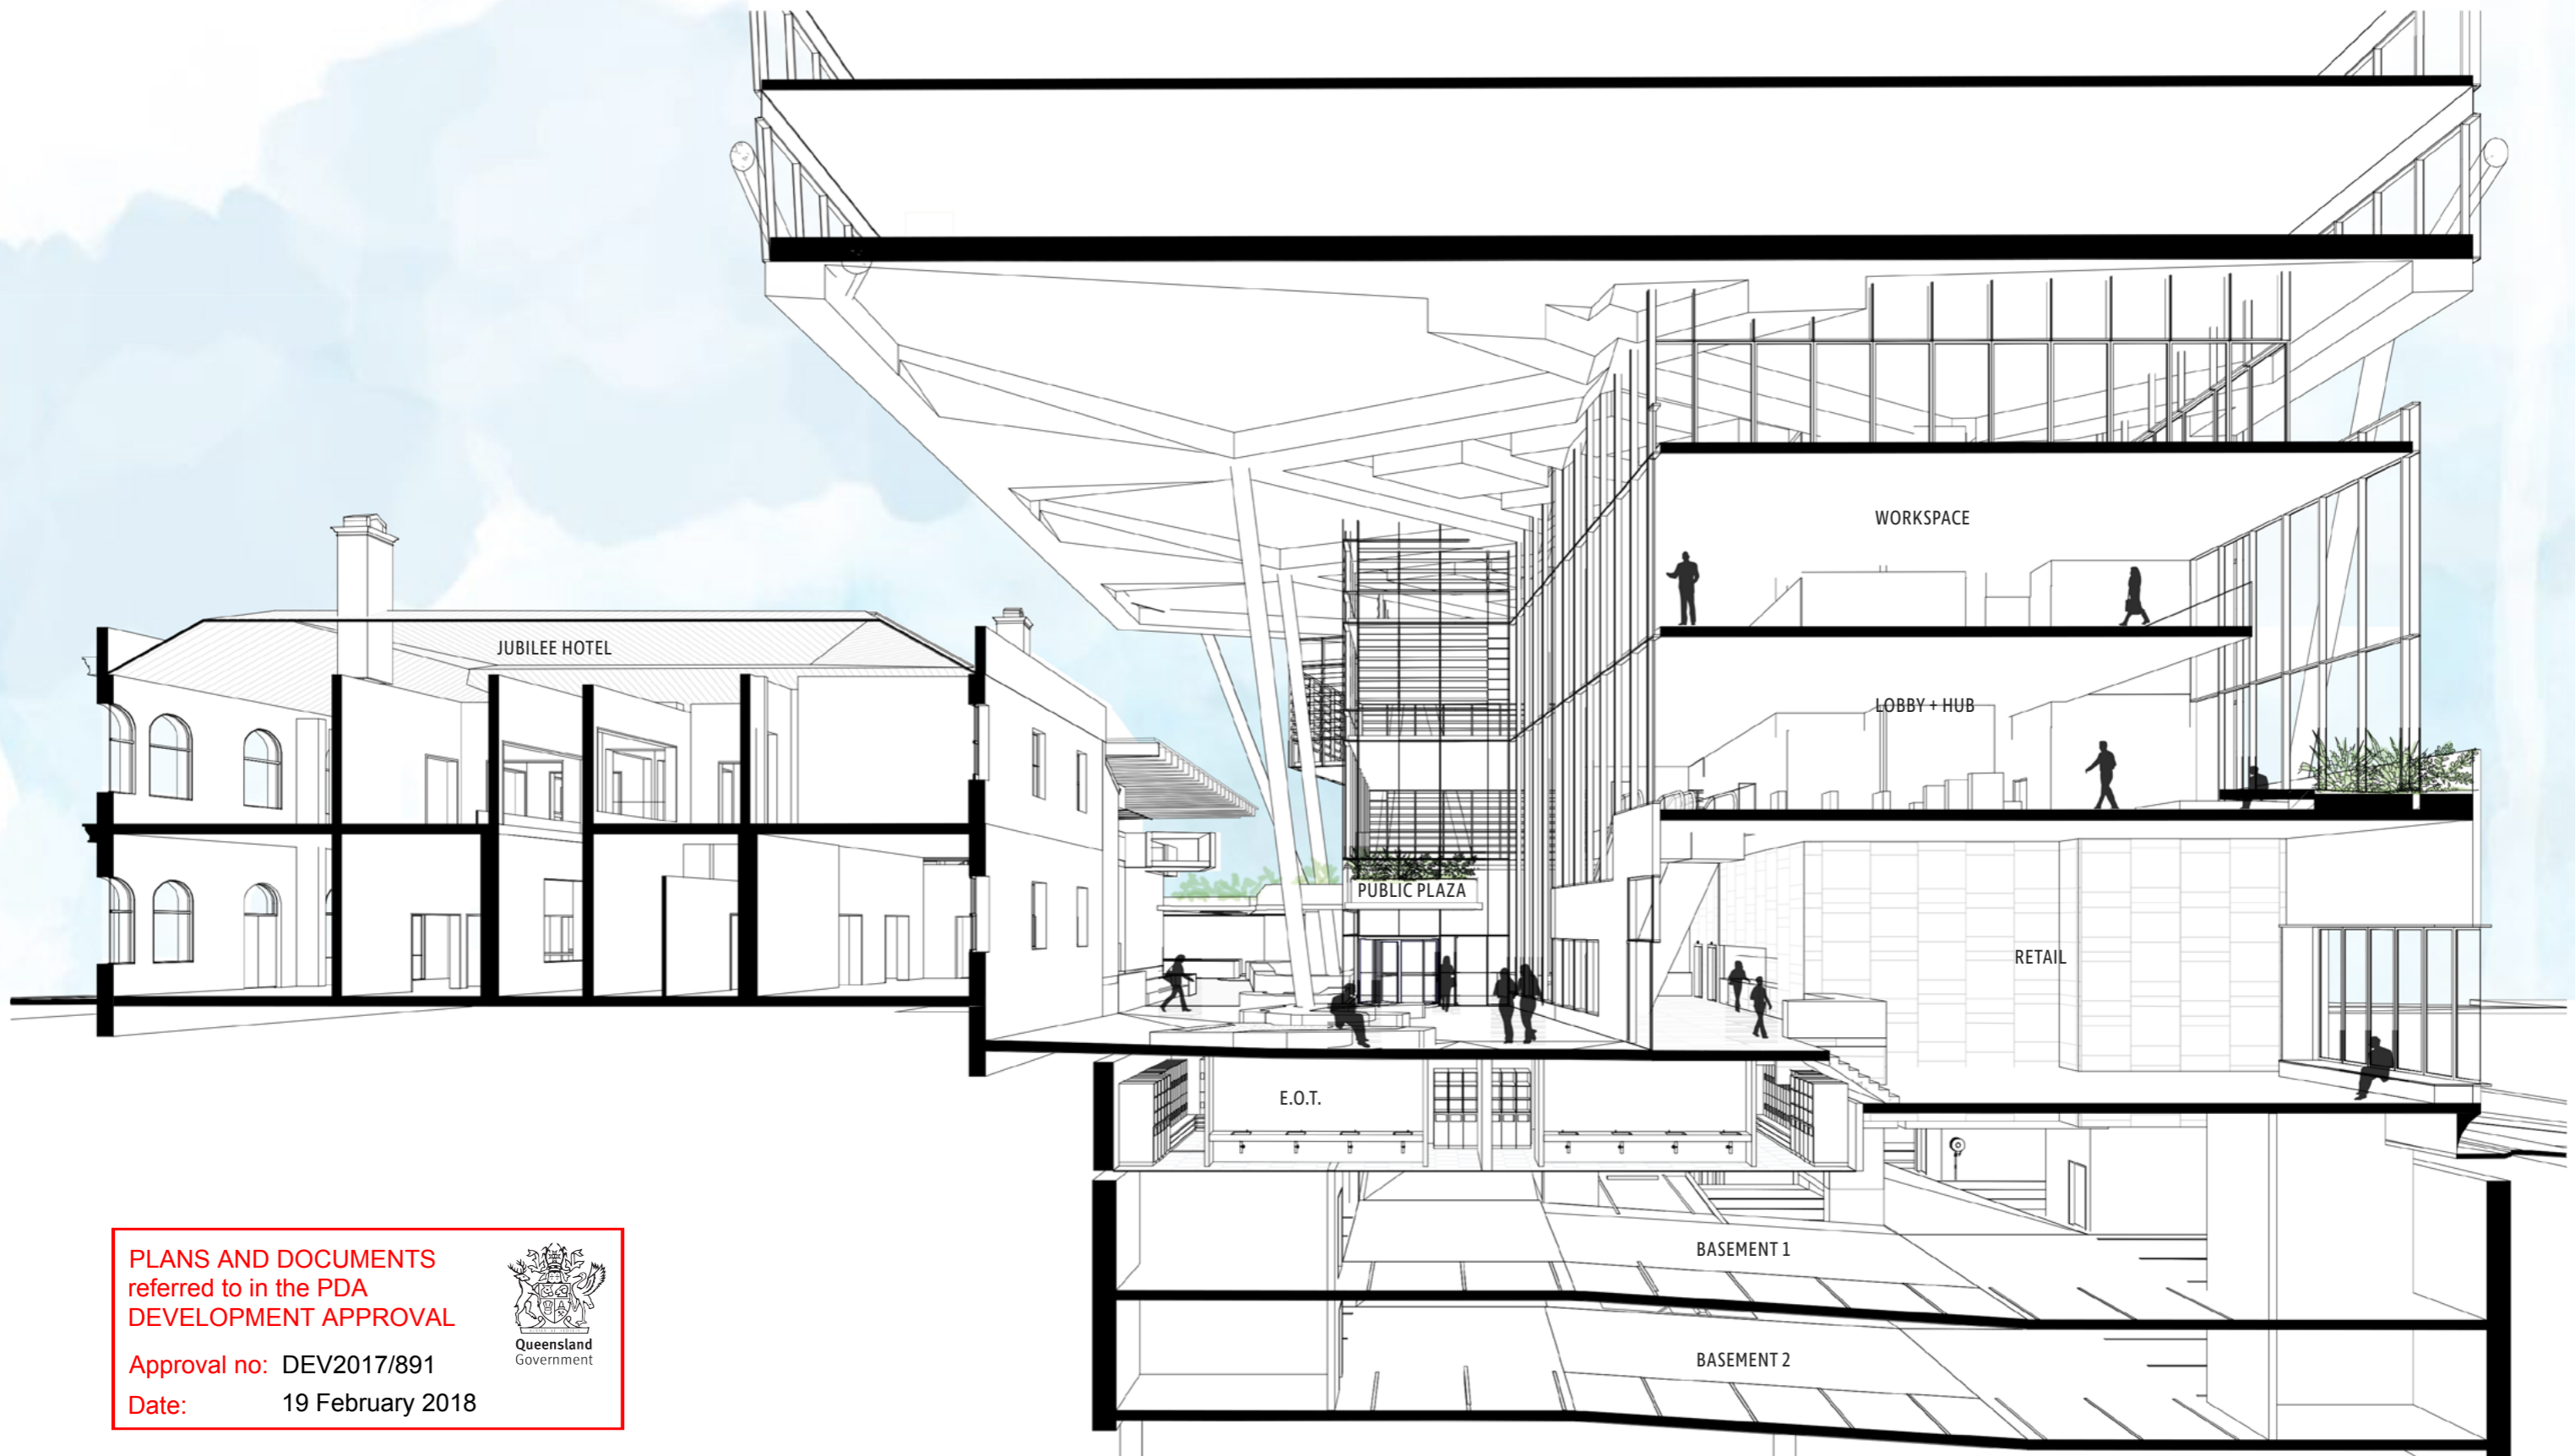 WORKSPACE
JUBILEE HOTEL
LOBBY + HUB
PUBLIC PLAZA
RETAIL
E.O.T.
BASEMENT 1
BASEMENT 2
PLANS AND DOCUMENTS
referred to in the PDA
DEVELOPMENT APPROVAL
Approval no: DEV2017/891
Date: 19 February 2018
Queensland
Government